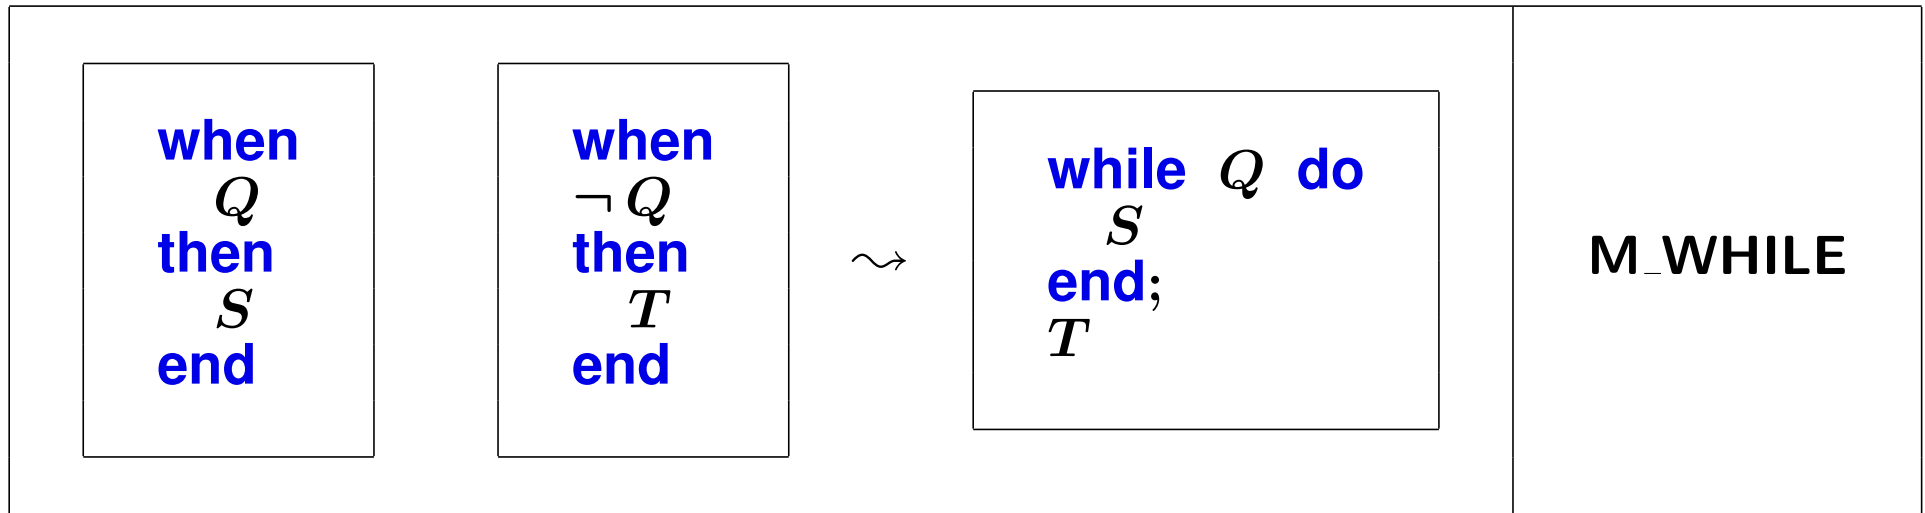 when
Q
then
S
end
when
¬ Q
then
T
end
⇝
while Q do
S
end;
T
M_WHILE